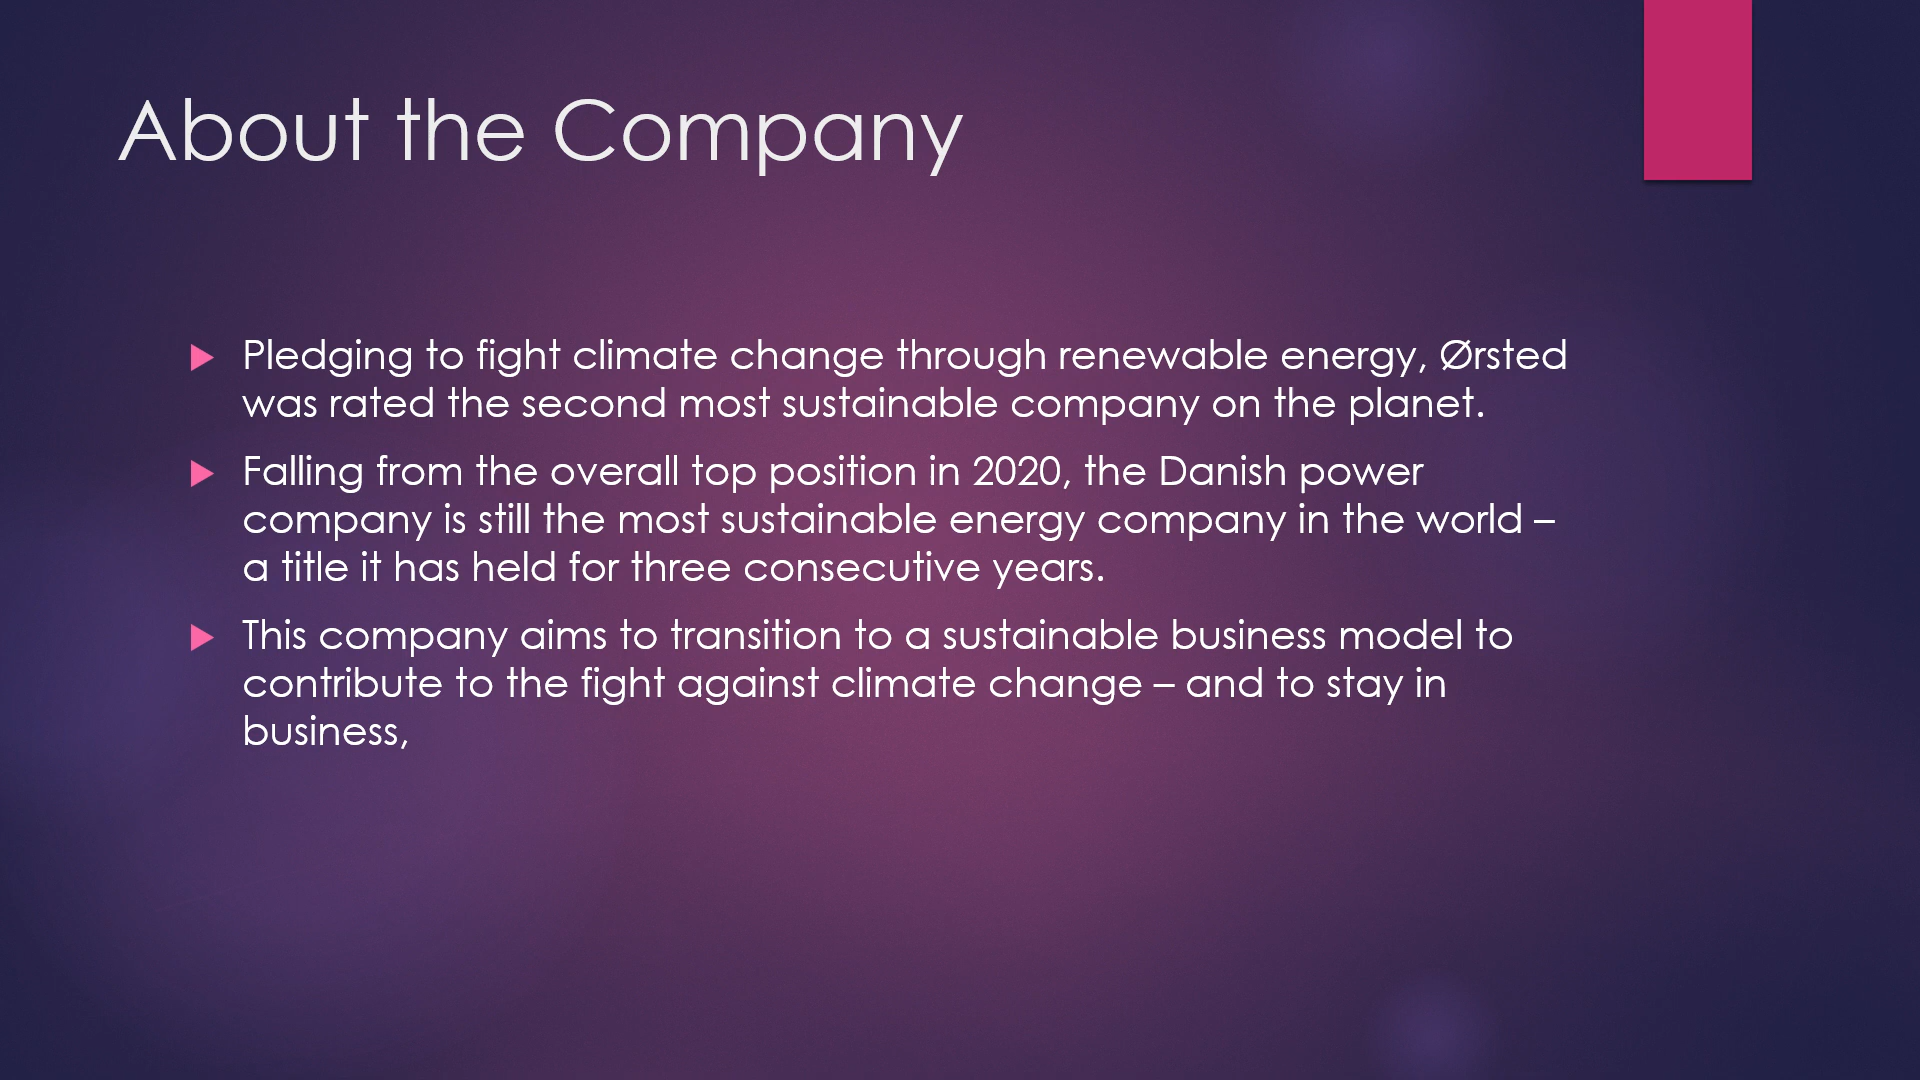 About the Company
Pledging to fight climate change through renewable energy, Ørsted
was rated the second most sustainable company on the planet.
Falling from the overall top position in 2020, the Danish power
company is still the most sustainable energy company in the world –
a title it has held for three consecutive years.
This company aims to transition to a sustainable business model to
contribute to the fight against climate change – and to stay in
business,